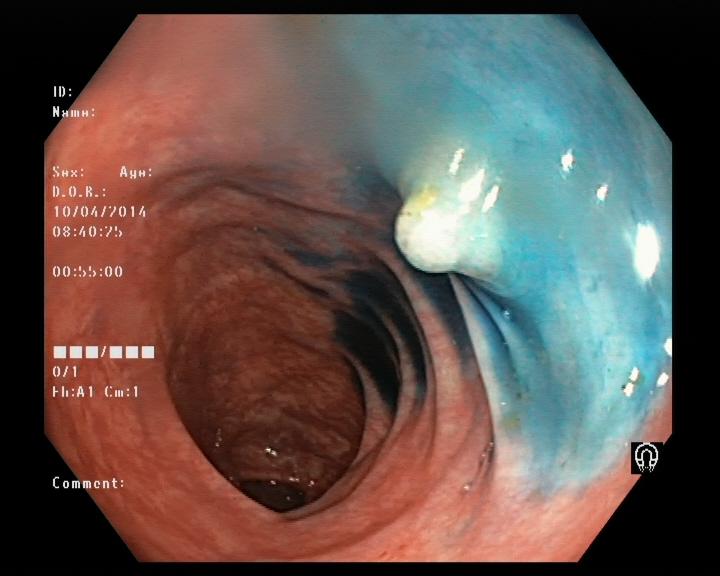 ID:
Name:
Sex: Age:
D.O.B.:
10/04/2014
08:40:25
00:55:00
■■■/■■■
0/1
Eh:A1 Cm:1
Comment: